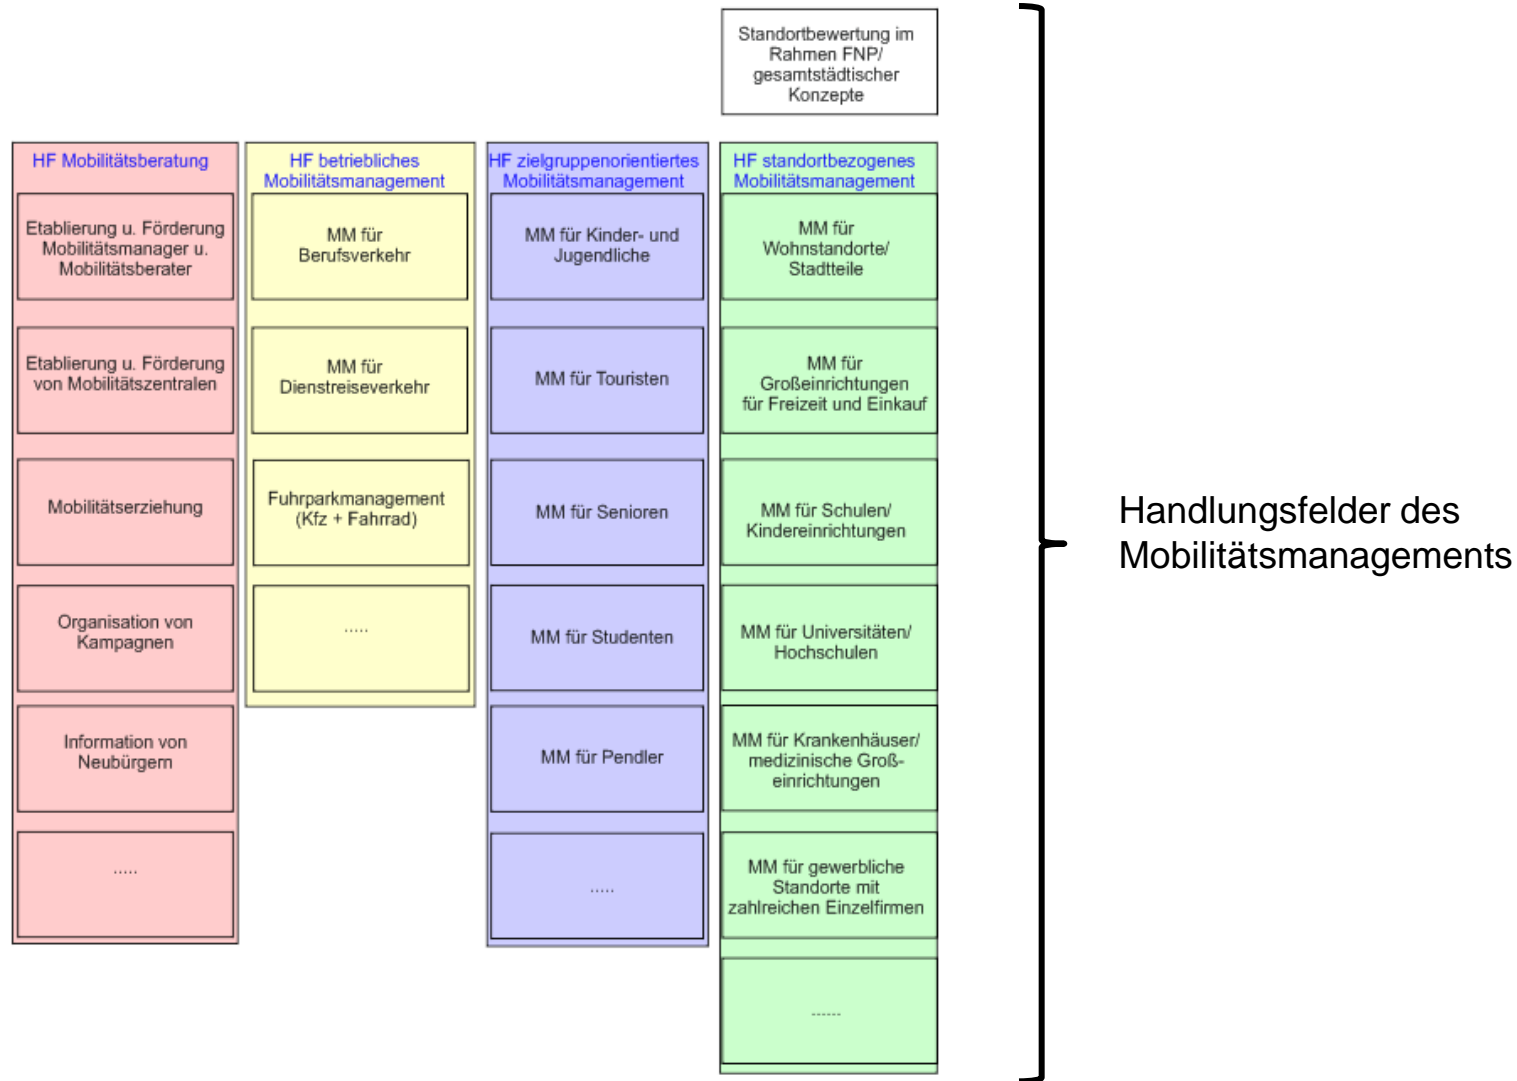 Standortbewertung im
Rahmen FNP/
gesamtstädtischer
Konzepte
HF Mobilitätsberatung
Etablierung u. Förderung
Mobilitätsmanager u.
Mobilitätsberater
Etablierung u. Förderung
von Mobilitätszentralen
Mobilitätserziehung
Organisation von
Kampagnen
Information von
Neubürgern
.....
HF betriebliches
Mobilitätsmanagement
MM für
Berufsverkehr
MM für
Dienstreiseverkehr
Fuhrparkmanagement
(Kfz + Fahrrad)
.....
HF zielgruppenorientiertes
Mobilitätsmanagement
MM für Kinder- und
Jugendliche
MM für Touristen
MM für Senioren
MM für Studenten
MM für Pendler
.....
HF standortbezogenes
Mobilitätsmanagement
MM für
Wohnstandorte/
Stadtteile
MM für
Großeinrichtungen
für Freizeit und Einkauf
MM für Schulen/
Kindereinrichtungen
MM für Universitäten/
Hochschulen
MM für Krankenhäuser/
medizinische Groß-
einrichtungen
MM für gewerbliche
Standorte mit
zahlreichen Einzelfirmen
------
Handlungsfelder des
Mobilitätsmanagements